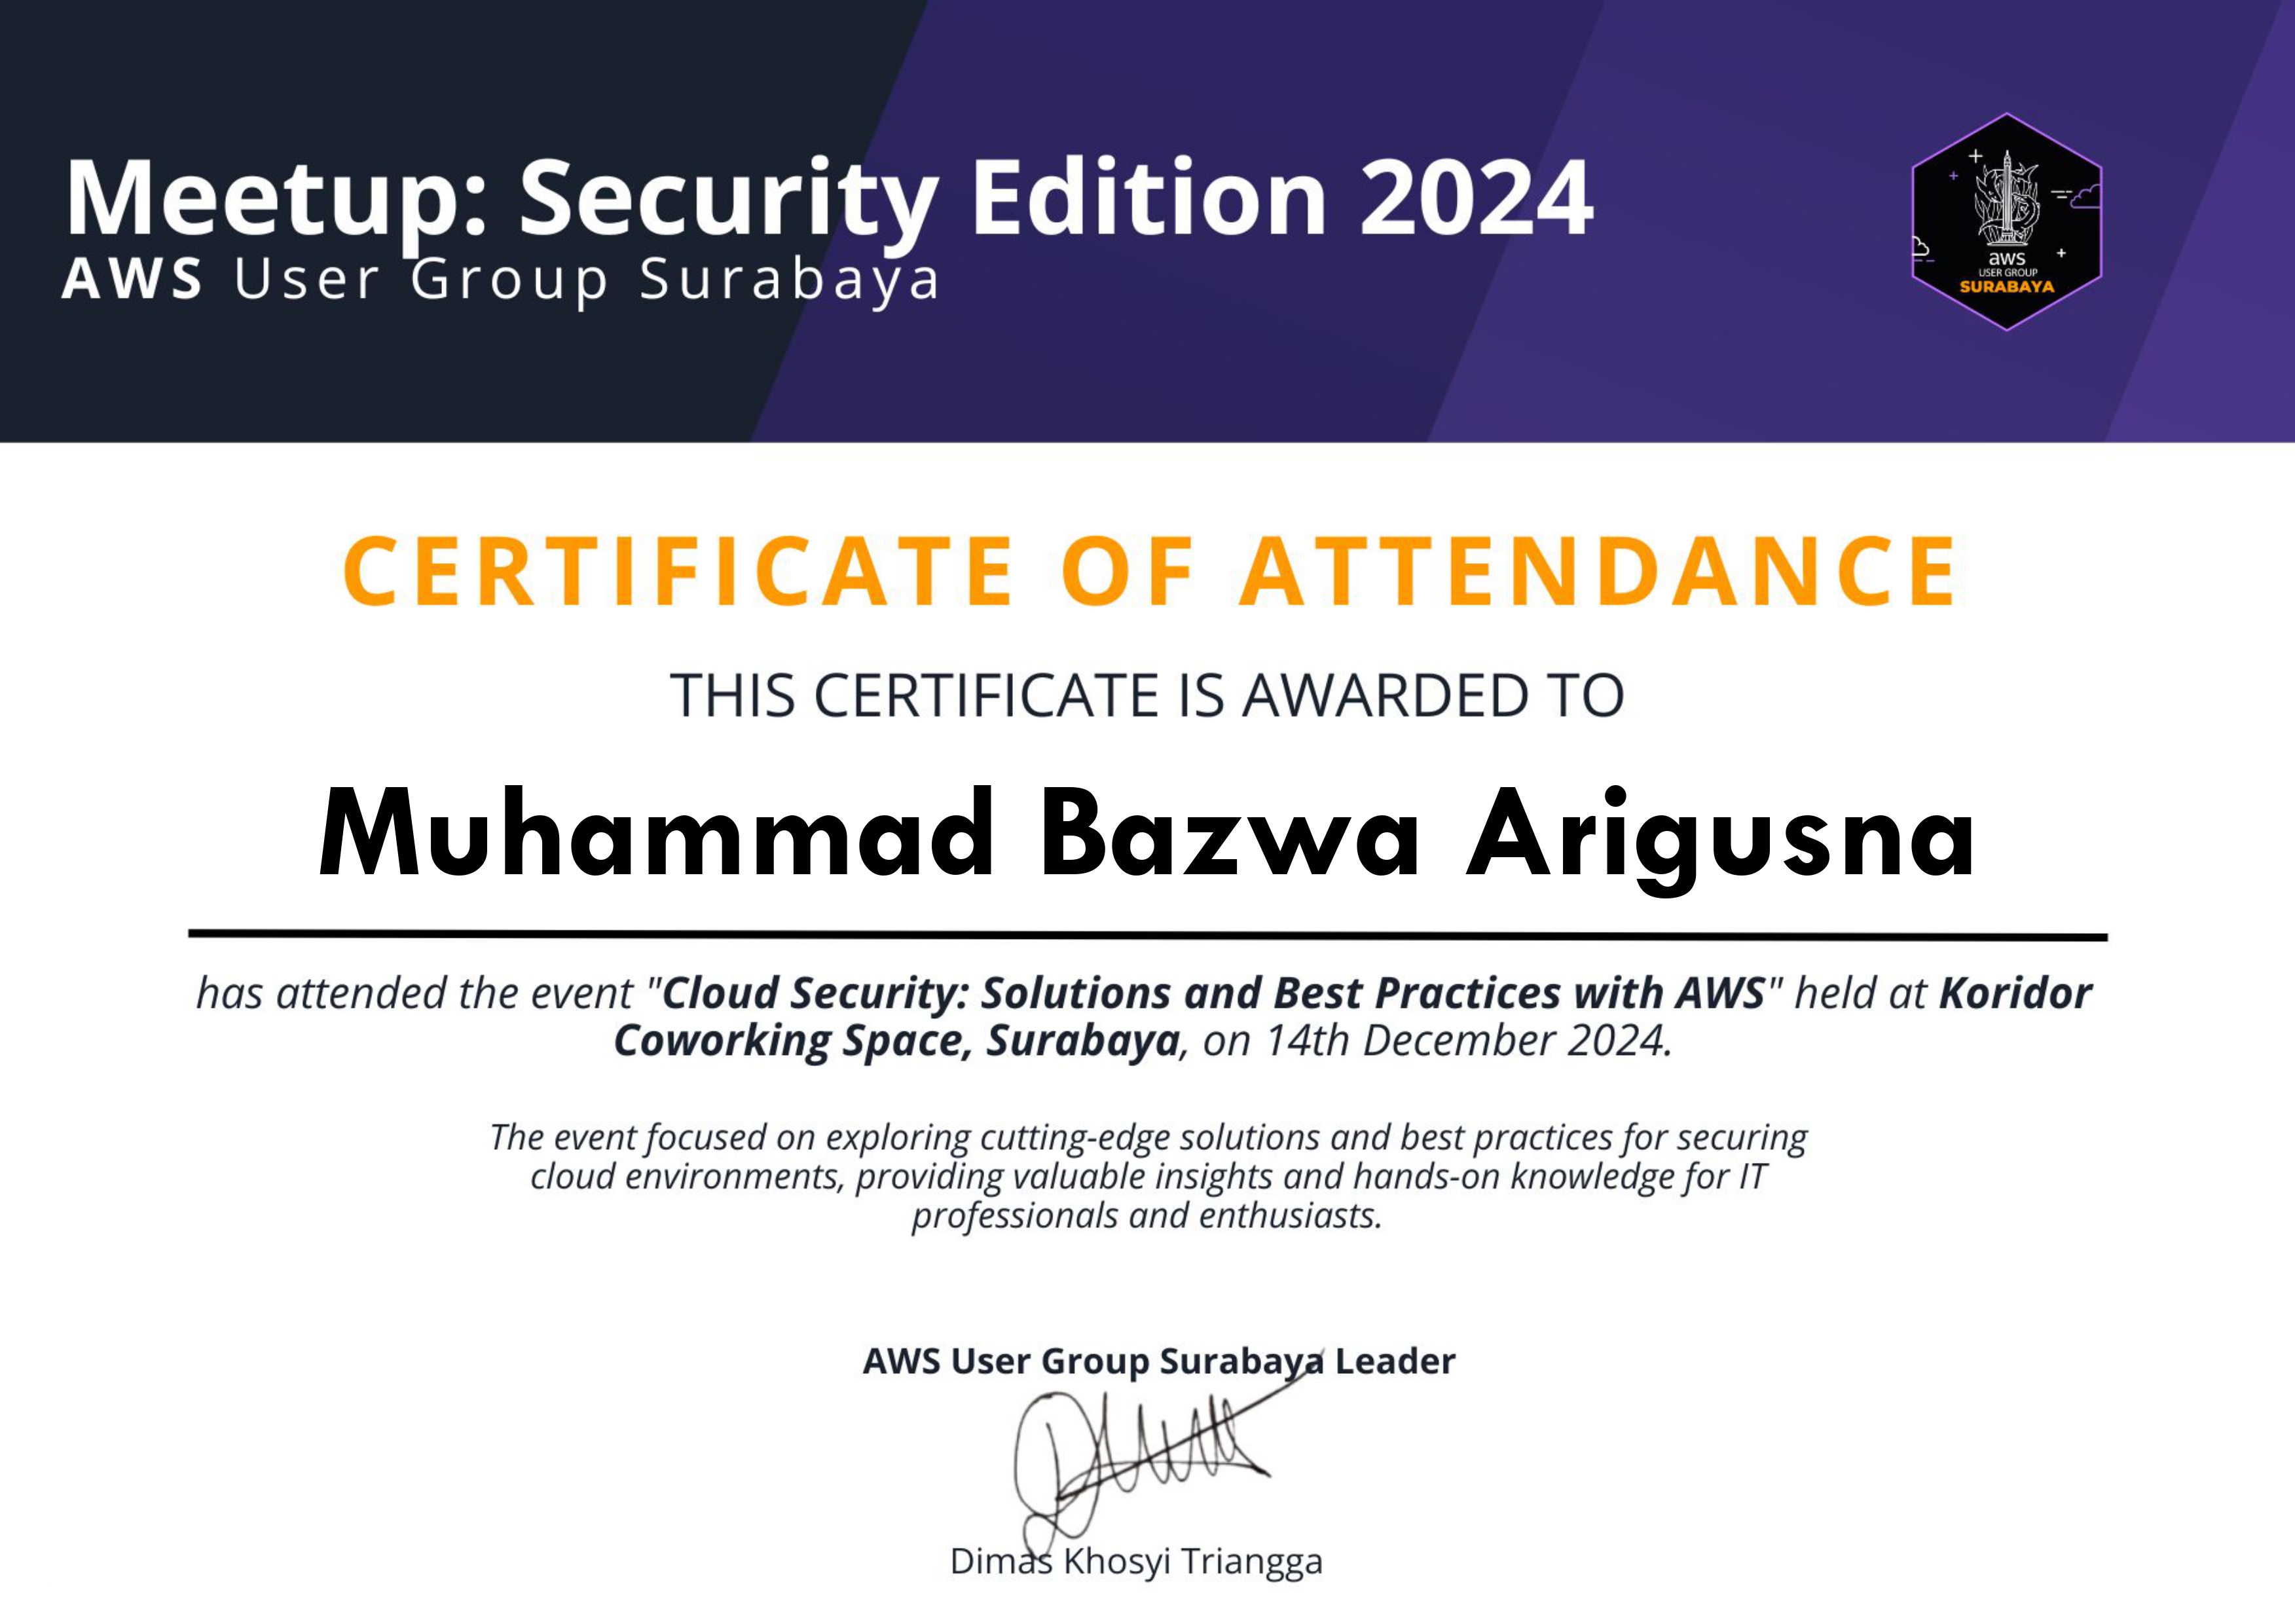 Meetup: Security Edition 2024
AWS User Group Surabaya
aws
USER GROUP
SURABAYA
CERTIFICATE OF ATTENDANCE
THIS CERTIFICATE IS AWARDED TO
Muhammad Bazwa Arigusna
has attended the event "Cloud Security: Solutions and Best Practices with AWS" held at Koridor
Coworking Space, Surabaya, on 14th December 2024.
The event focused on exploring cutting-edge solutions and best practices for securing
cloud environments, providing valuable insights and hands-on knowledge for IT
professionals and enthusiasts.
AWS User Group Surabaya Leader
Dimas Khosyi Triangga